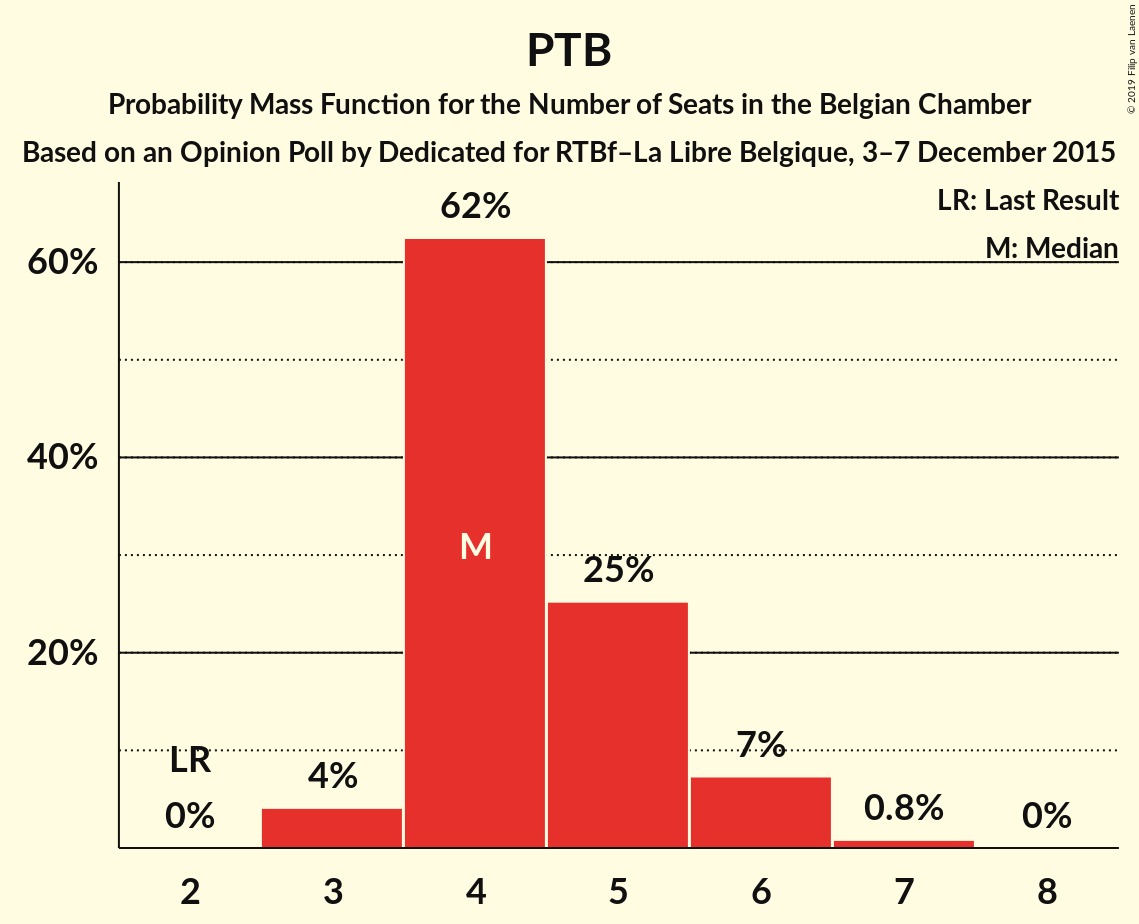 PTB
Probability Mass Function for the Number of Seats in the Belgian Chamber
Based on an Opinion Poll by Dedicated for RTBf–La Libre Belgique, 3–7 December 2015
© 2019 Filip van Laenen
LR: Last Result
M: Median
60%
40%
20%
LR
0%
4%
62%
M
25%
7%
0.8%
0%
2 3 4 5 6 7 8